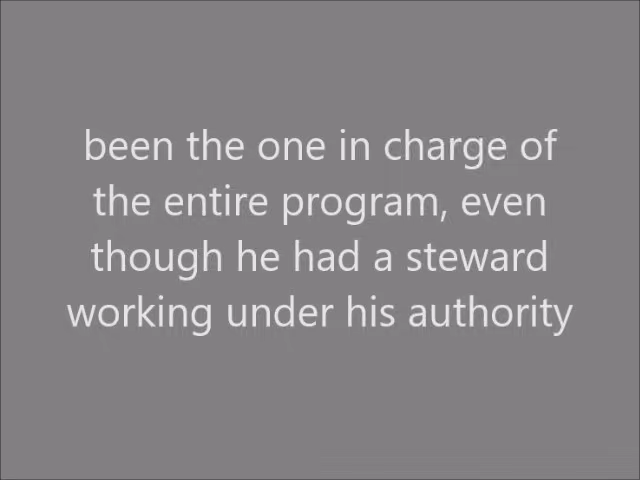 been the one in charge of
the entire program, even
though he had a steward
working under his authority